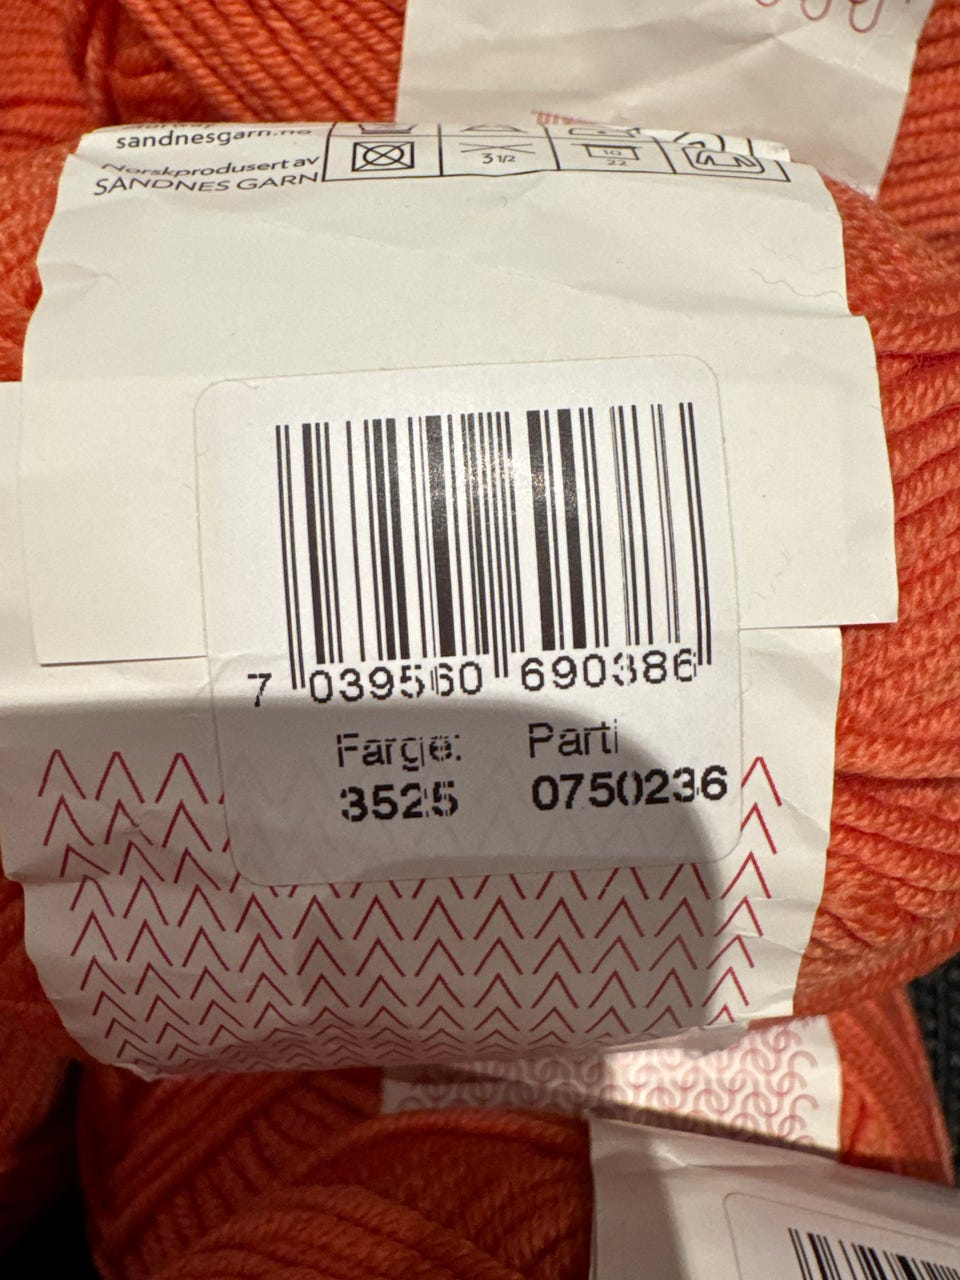 sandnesgarn.no
Norskprodusert av
SANDNES GARN
3 1/2
10
22
7 039560 690386
Farge: Parti
3525 0750236